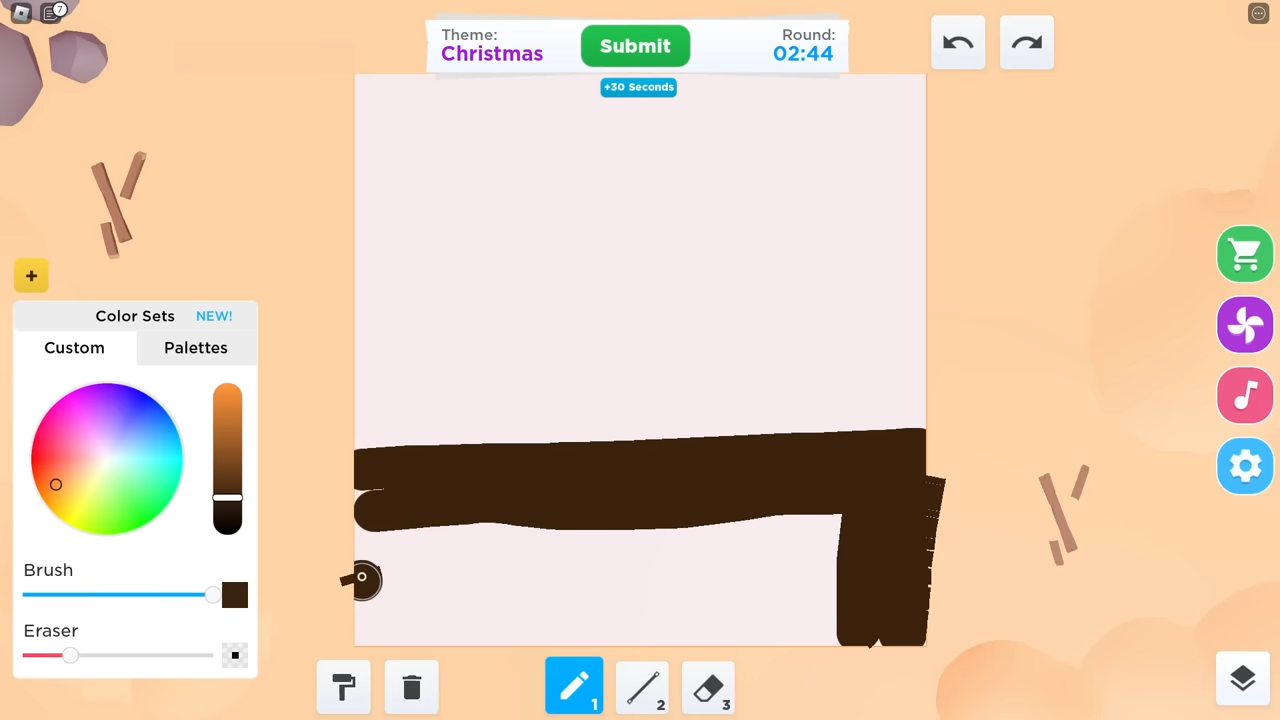 7
Theme:
Christmas
Submit
Round:
02:44
+30 Seconds
+
Color Sets NEW!
Custom Palettes
Brush
Eraser
1
2
3